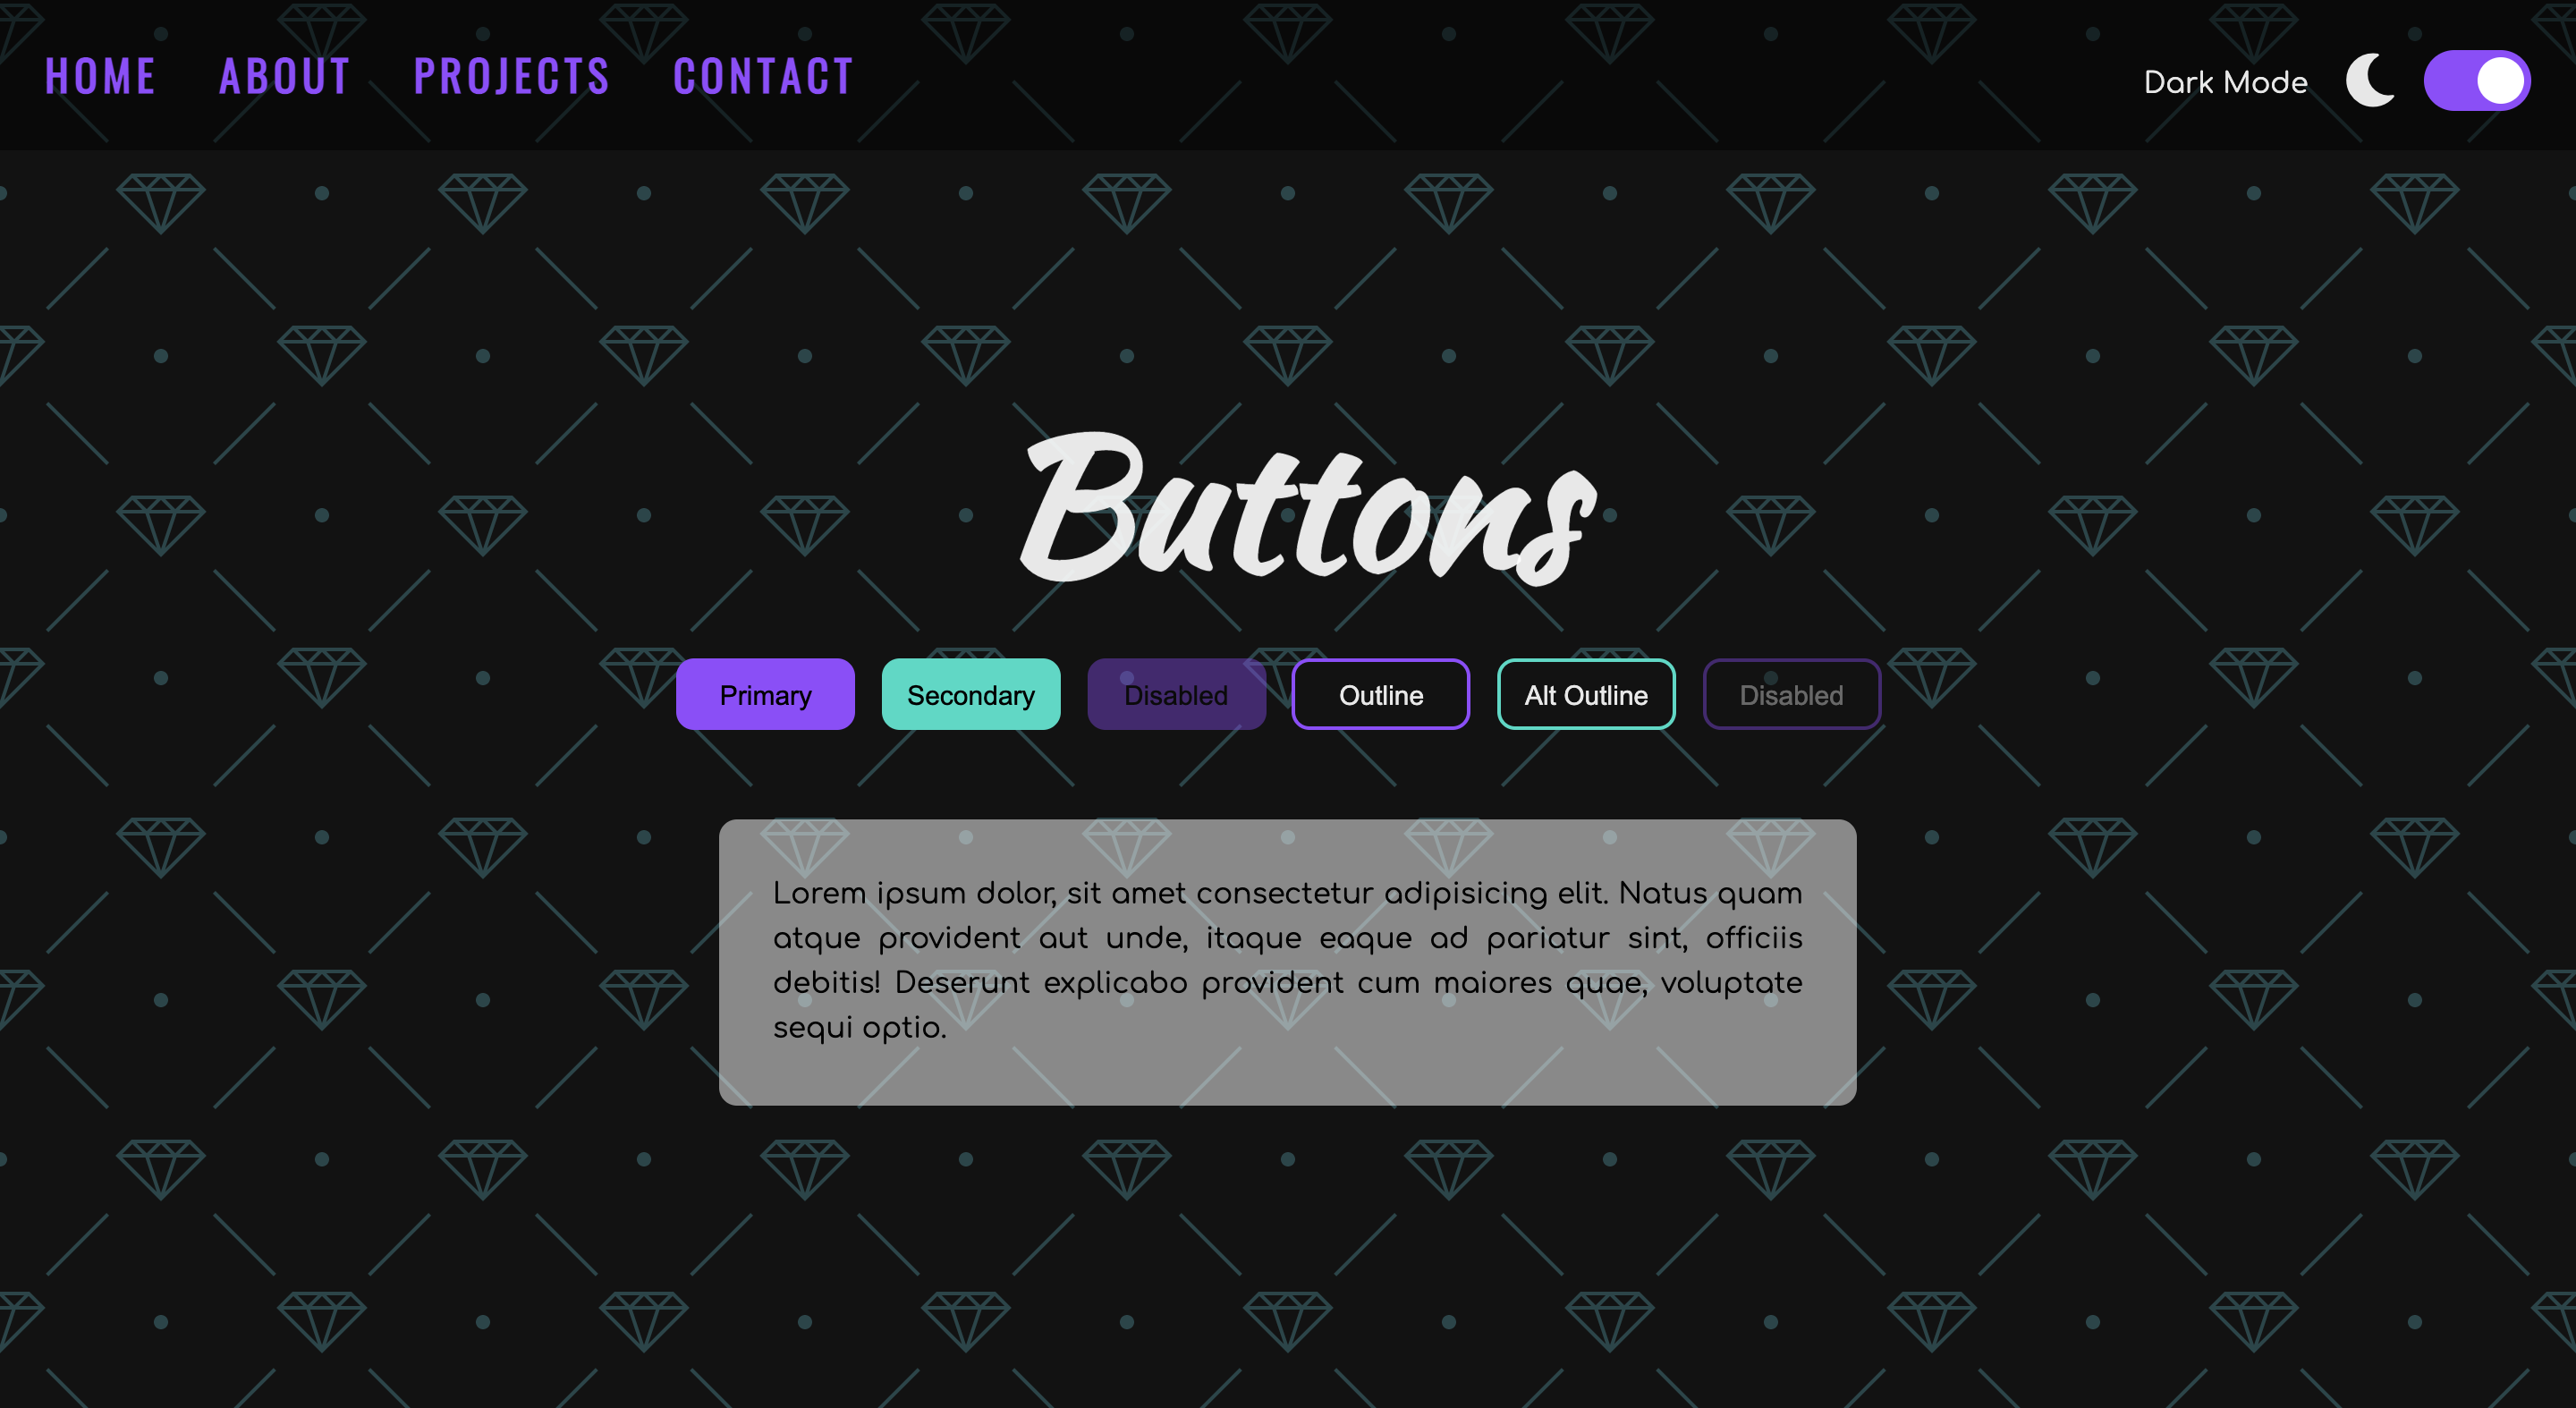 HOME ABOUT PROJECTS CONTACT Dark Mode
Buttons
Primary Secondary Disabled Outline Alt Outline Disabled
Lorem ipsum dolor, sit amet consectetur adipisicing elit. Natus quam
atque provident aut unde, itaque eaque ad pariatur sint, officiis
debitis! Deserunt explicabo provident cum maiores quae, voluptate
sequi optio.